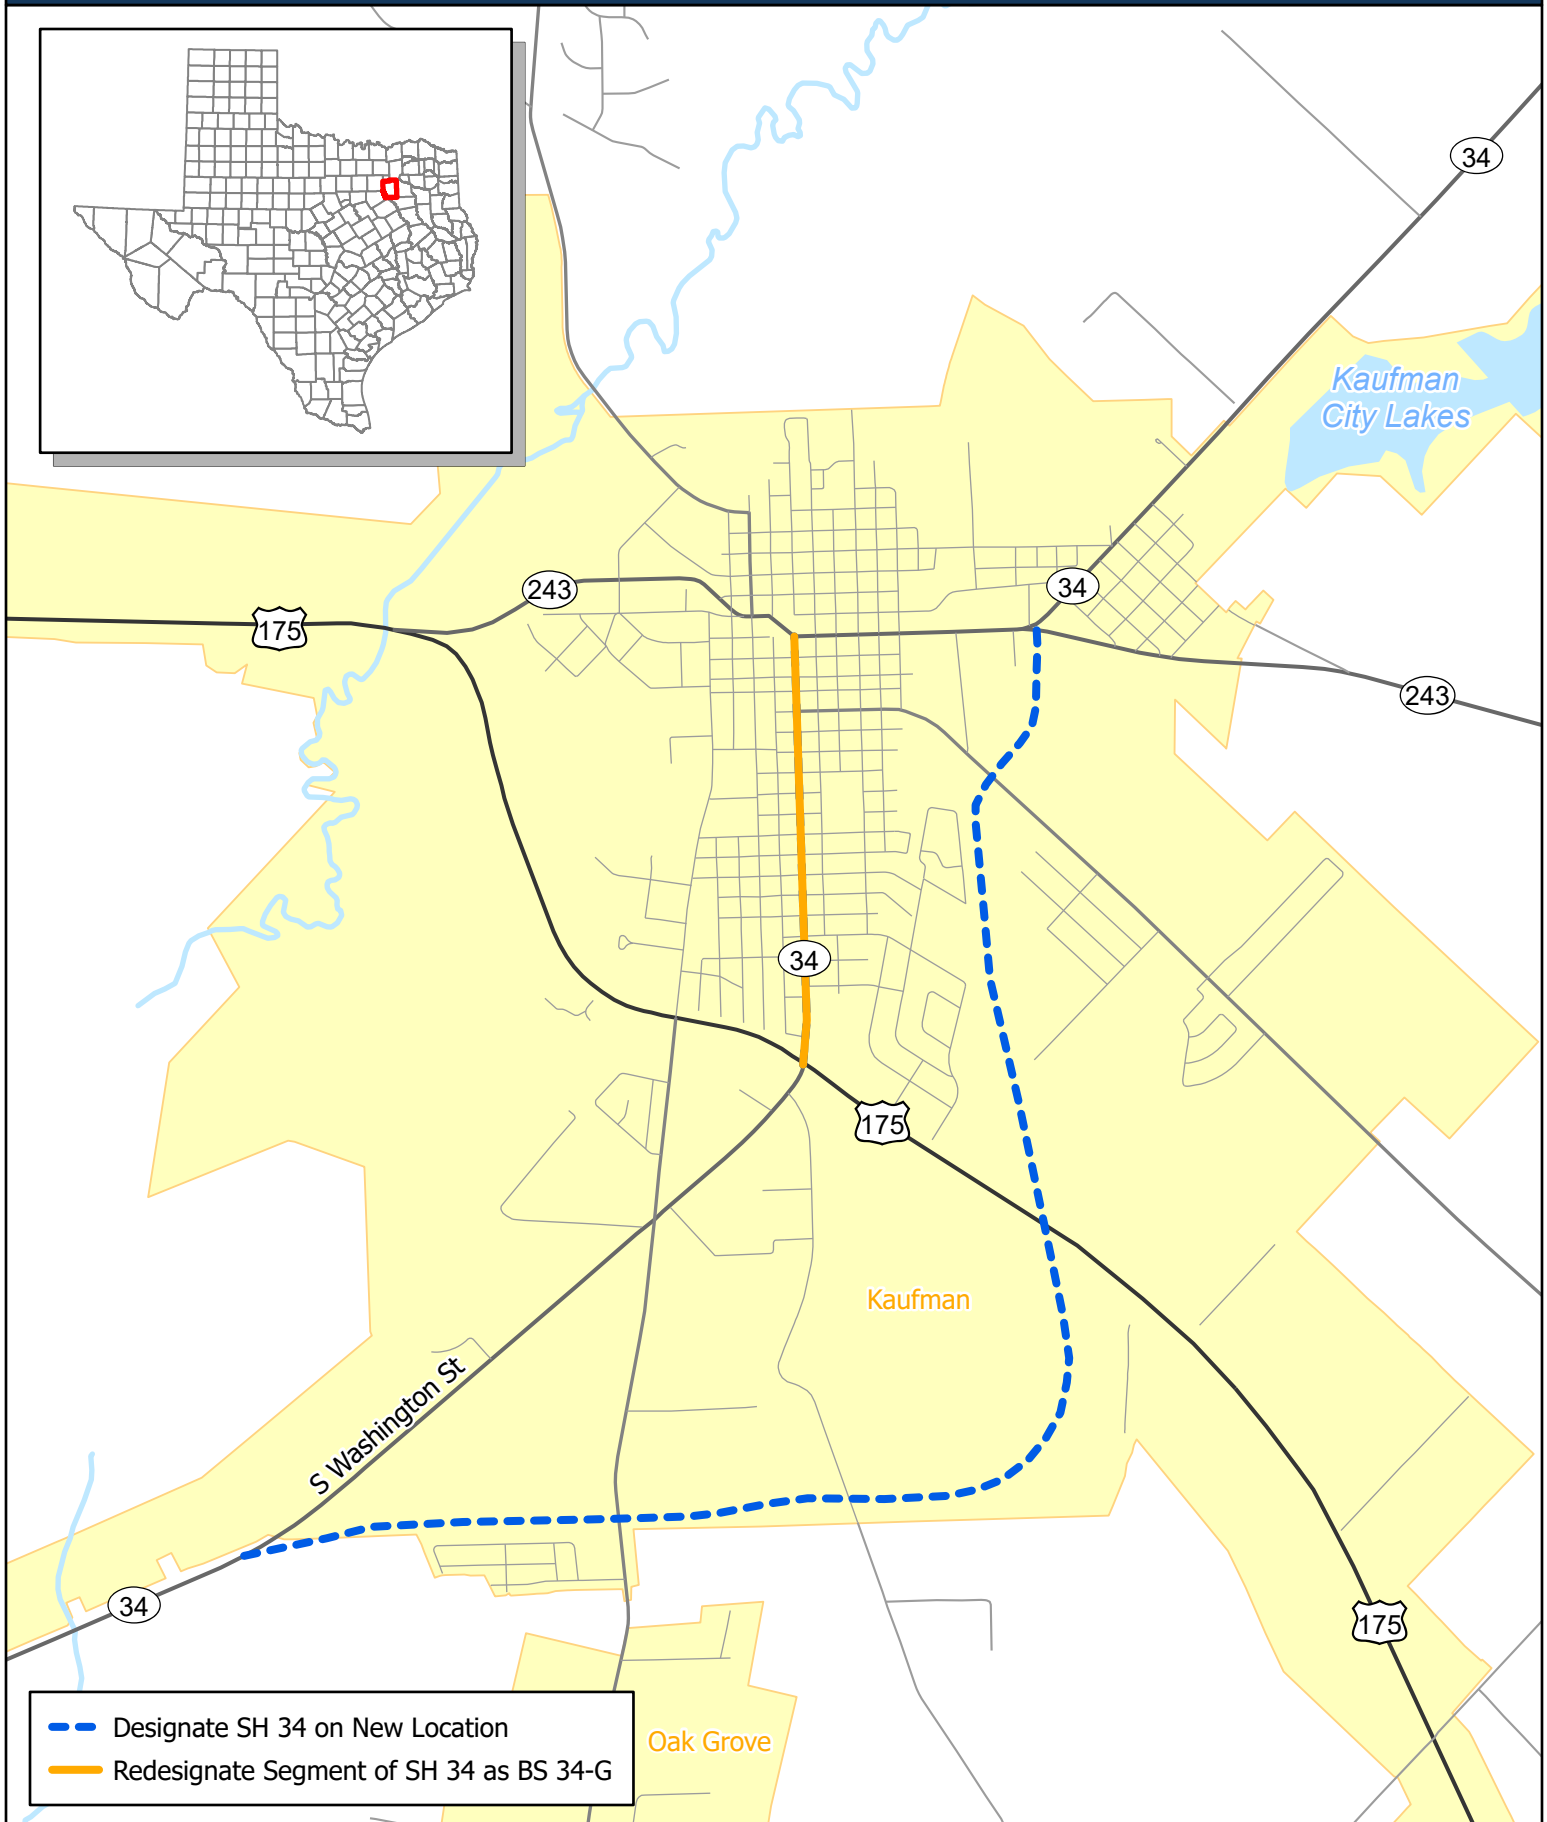 34
Kaufman
City Lakes
243
34
175
243
34
175
Kaufman
S Washington St
34
175
Designate SH 34 on New Location
Redesignate Segment of SH 34 as BS 34-G
Oak Grove